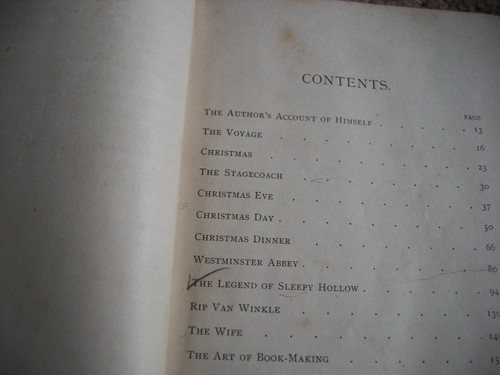 CONTENTS.
PAGE
THE AUTHOR'S ACCOUNT OF HIMSELF . . . . . 13
THE VOYAGE . . . . . . . . 16
CHRISTMAS . . . . . . . . 23
THE STAGECOACH . . . . . . . 30
CHRISTMAS EVE . . . . . . . 37
CHRISTMAS DAY . . . . . . . 50
CHRISTMAS DINNER . . . . . . . 66
WESTMINSTER ABBEY . . . . . . . 80
THE LEGEND OF SLEEPY HOLLOW . . . . . 94
RIP VAN WINKLE . . . . . . . 130
THE WIFE . . . . . . . .
THE ART OF BOOK-MAKING . . . . . .